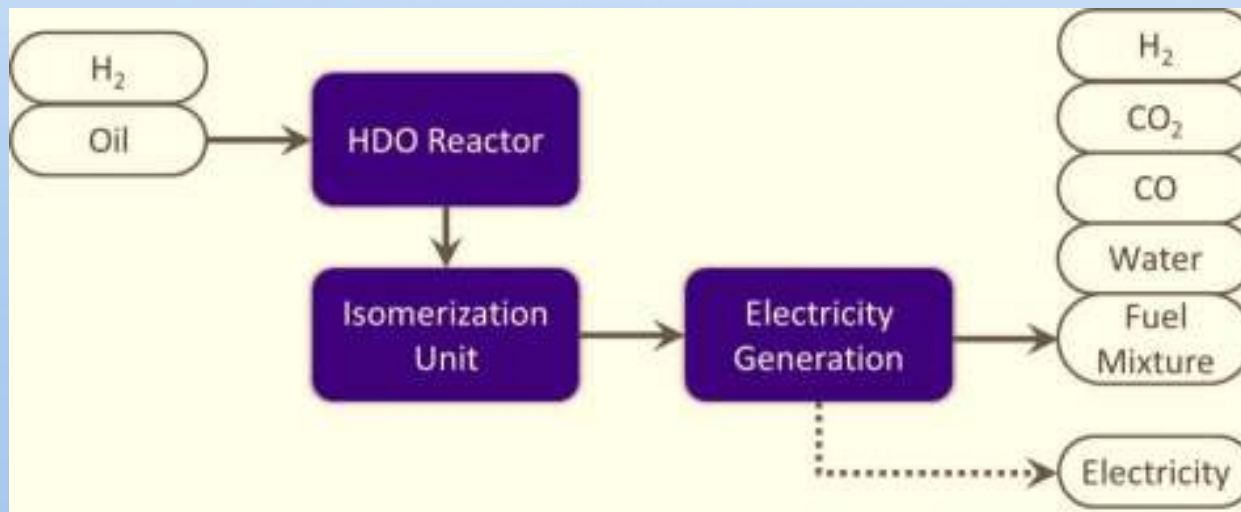 H₂
Oil
HDO Reactor
Isomerization
Unit
Electricity
Generation
H₂
CO₂
CO
Water
Fuel
Mixture
Electricity